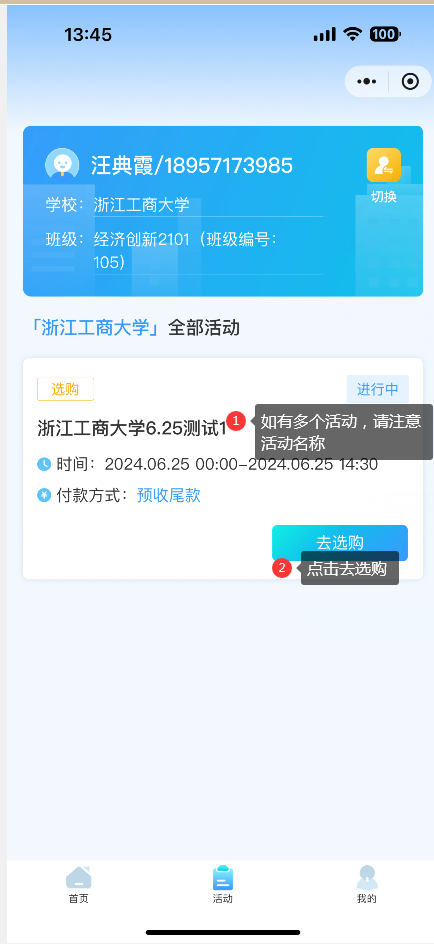 13:45
100
汪典霞/18957173985
切换
学校：浙江工商大学
班级：经济创新2101（班级编号：
105）
「浙江工商大学」全部活动
选购
进行中
浙江工商大学6.25测试1
1
如有多个活动，请注意
活动名称
时间：2024.06.25 00:00-2024.06.25 14:30
付款方式：预收尾款
去选购
2
点击去选购
首页
活动
我的